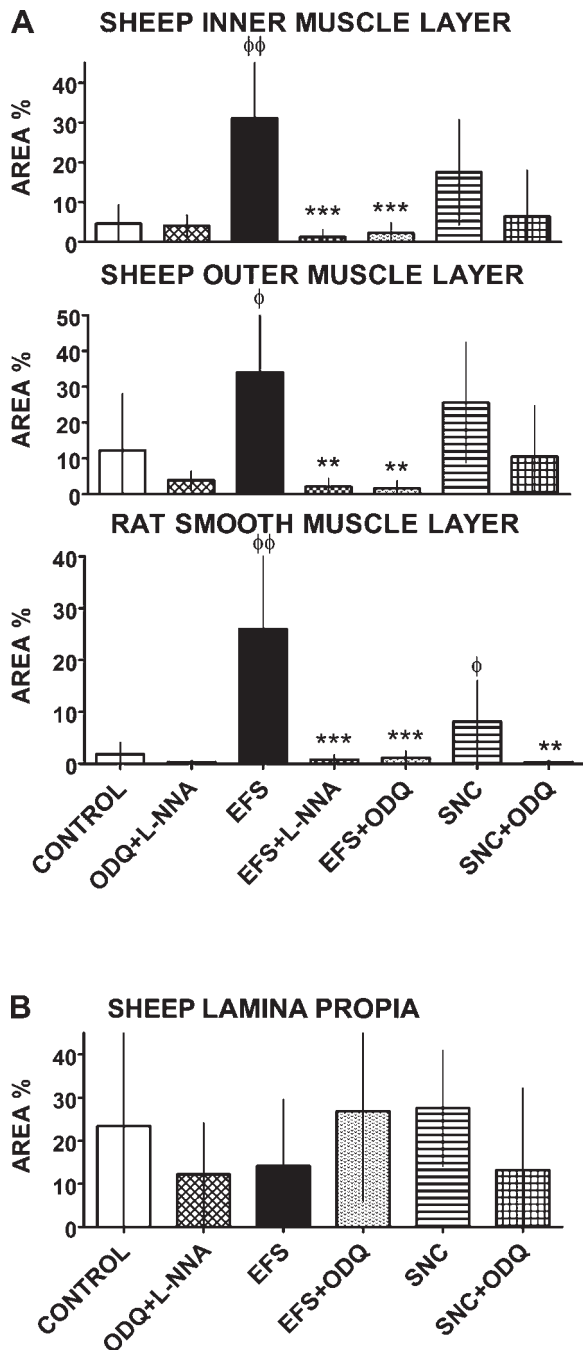 A
SHEEP INNER MUSCLE LAYER
ϕϕ
AREA %
40
30
20
10
0
***
***
SHEEP OUTER MUSCLE LAYER
ϕ
AREA %
50
40
30
20
10
0
**
**
RAT SMOOTH MUSCLE LAYER
ϕϕ
AREA %
40
30
20
10
0
***
***
ϕ
**
CONTROL
ODQ+L-NNA
EFS
EFS+L-NNA
EFS+ODQ
SNC
SNC+ODQ
B
SHEEP LAMINA PROPIA
AREA %
40
30
20
10
0
CONTROL
ODQ+L-NNA
EFS
EFS+ODQ
SNC
SNC+ODQ